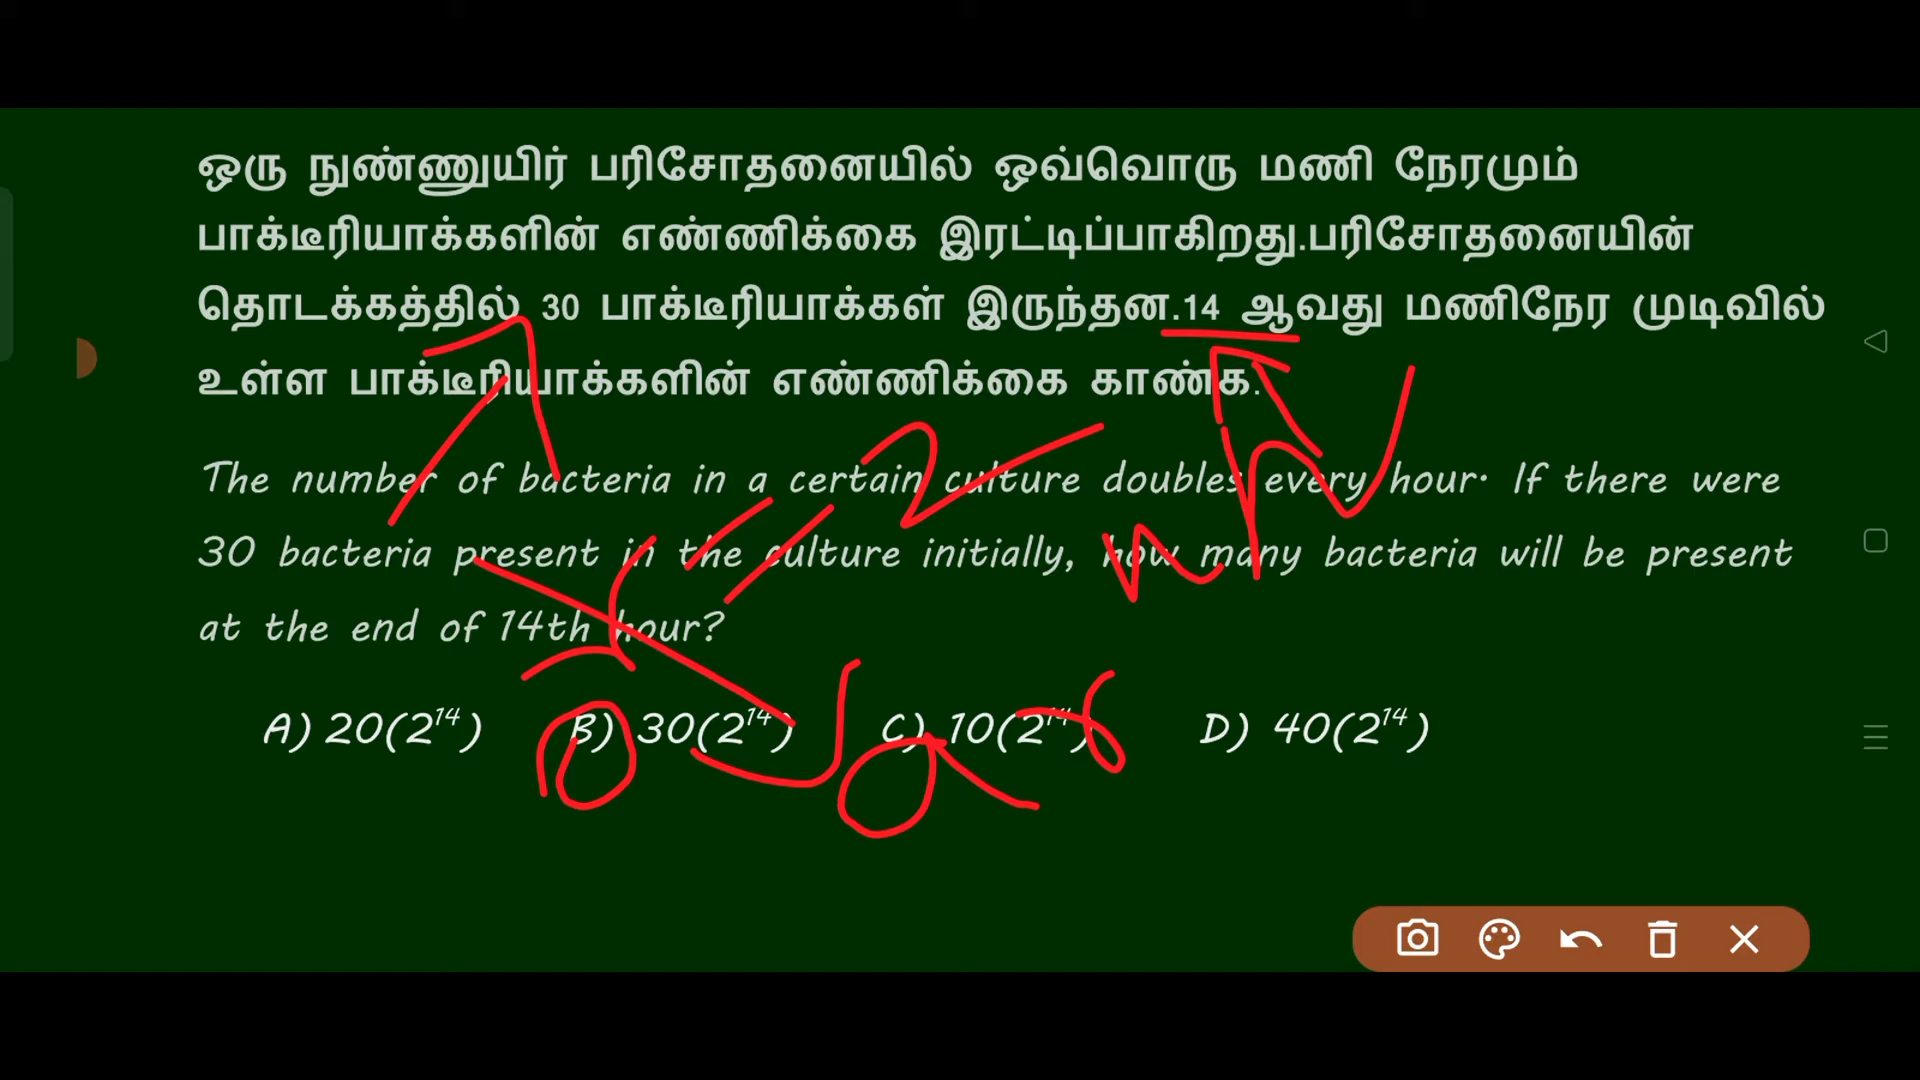 ஒரு நுண்ணுயிர் பரிசோதனையில் ஒவ்வொரு மணி நேரமும்
பாக்டீரியாக்களின் எண்ணிக்கை இரட்டிப்பாகிறது.பரிசோதனையின்
தொடக்கத்தில் 30 பாக்டீரியாக்கள் இருந்தன.14 ஆவது மணிநேர முடிவில்
உள்ள பாக்டீரியாக்களின் எண்ணிக்கை காண்க.
The number of bacteria in a certain culture doubles every hour. If there were
30 bacteria present in the culture initially, how many bacteria will be present
at the end of 14th hour?
A) 20(2¹⁴) B) 30(2¹⁴) C) 10(2¹⁴) D) 40(2¹⁴)